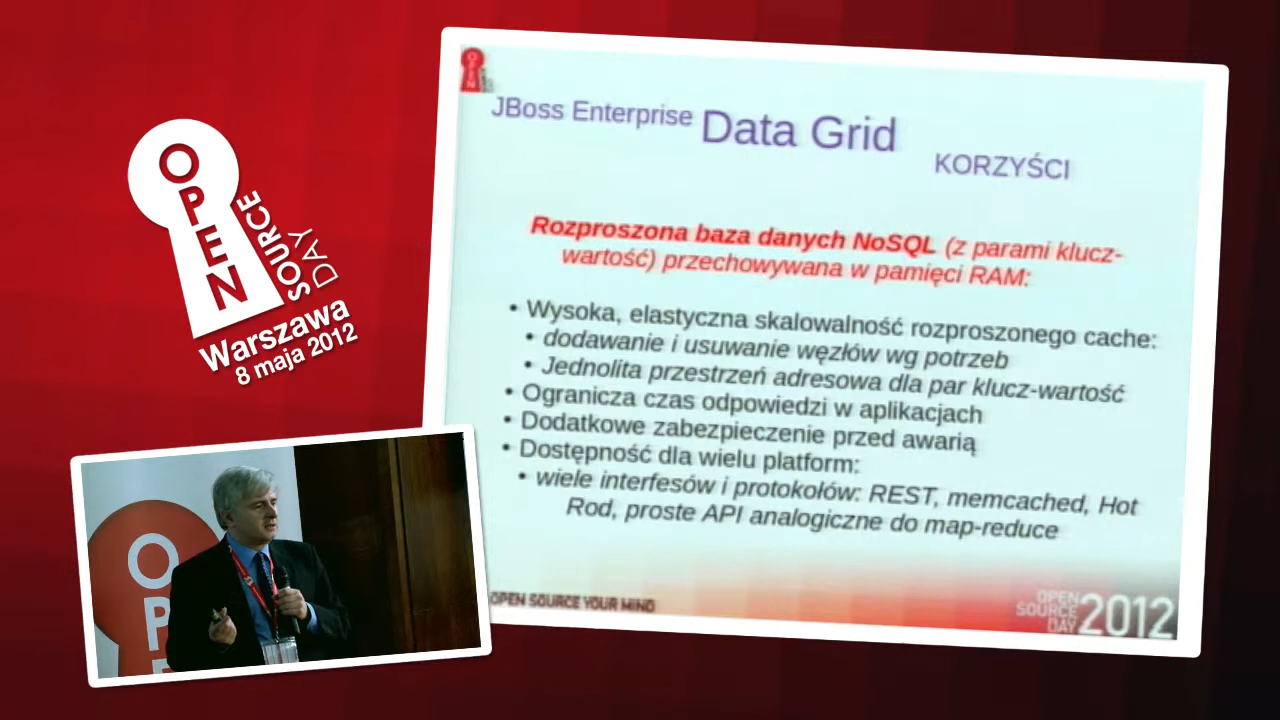 OPEN
SOURCE
DAY
Warszawa
8 maja 2012
OPEN
JBoss Enterprise Data Grid KORZYŚCI
Rozproszona baza danych NoSQL (z parami klucz-
wartość) przechowywana w pamięci RAM:
• Wysoka, elastyczna skalowalność rozproszonego cache:
• dodawanie i usuwanie węzłów wg potrzeb
• Jednolita przestrzeń adresowa dla par klucz-wartość
• Ogranicza czas odpowiedzi w aplikacjach
• Dodatkowe zabezpieczenie przed awarią
• Dostępność dla wielu platform:
• wiele interfesów i protokołów: REST, memcached, Hot
Rod, proste API analogiczne do map-reduce
OPEN SOURCE YOUR MIND
OPEN
SOURCE
DAY 2012
O
P